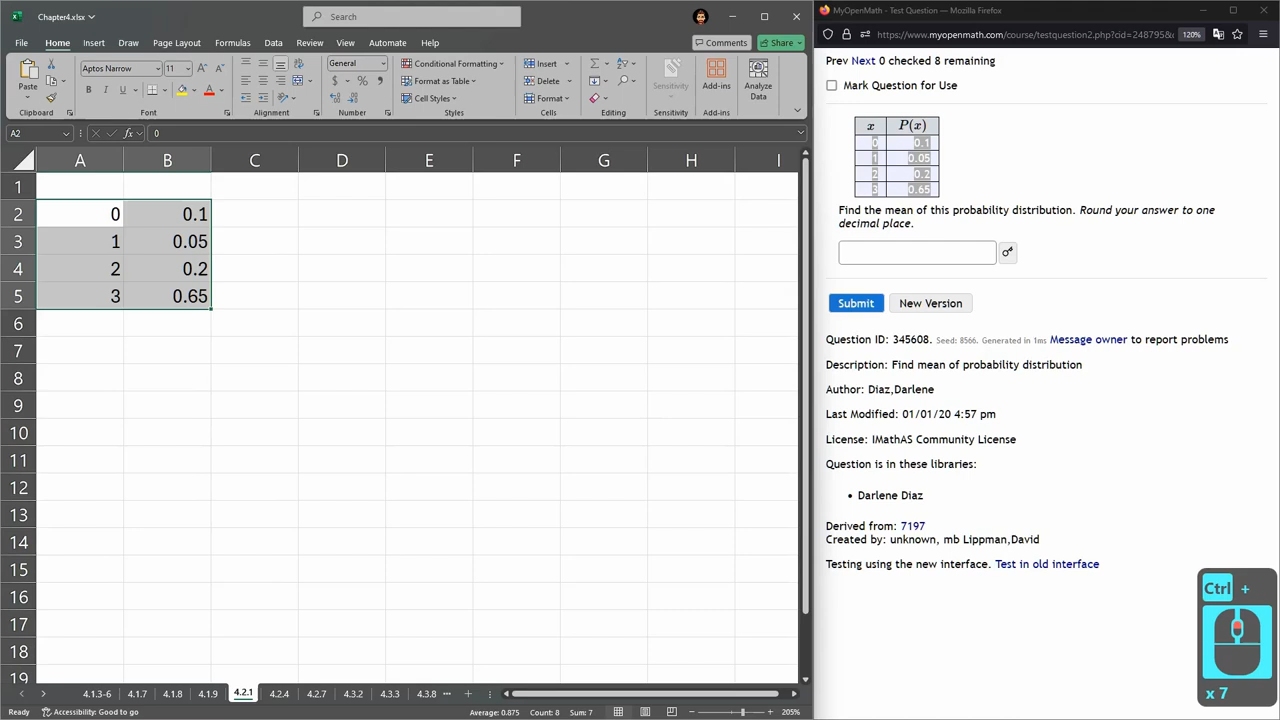 Chapter4.xlsx
Search
File Home Insert Draw Page Layout Formulas Data Review View Automate Help
Comments Share
Paste
Aptos Narrow 18
B I U
General
Conditional Formatting
Format as Table
Cell Styles
Insert
Delete
Format
Sensitivity
Add-ins
Analyze
Data
Clipboard Font Alignment Number Styles Cells Editing Sensitivity Add-ins
A2 fx 0
A B C D E F G H I
1
2 0 0.1
3 1 0.05
4 2 0.2
5 3 0.65
6
7
8
9
10
11
12
13
14
15
16
17
18
19
4.1.3-6 4.1.7 4.1.8 4.1.9 4.2.1 4.2.4 4.2.7 4.3.2 4.3.3 4.3.8 ...
Ready Accessibility: Good to go Average: 0.875 Count: 8 Sum: 7 205%
MyOpenMath - Test Question — Mozilla Firefox
https://www.myopenmath.com/course/testquestion2.php?cid=248795& 120%
Prev Next 0 checked 8 remaining
Mark Question for Use
x P(x)
0 0.1
1 0.05
2 0.2
3 0.65
Find the mean of this probability distribution. Round your answer to one
decimal place.
Submit New Version
Question ID: 345608. Seed: 8566. Generated in 1ms Message owner to report problems
Description: Find mean of probability distribution
Author: Diaz,Darlene
Last Modified: 01/01/20 4:57 pm
License: IMathAS Community License
Question is in these libraries:
• Darlene Diaz
Derived from: 7197
Created by: unknown, mb Lippman,David
Testing using the new interface. Test in old interface
Ctrl +
x 7